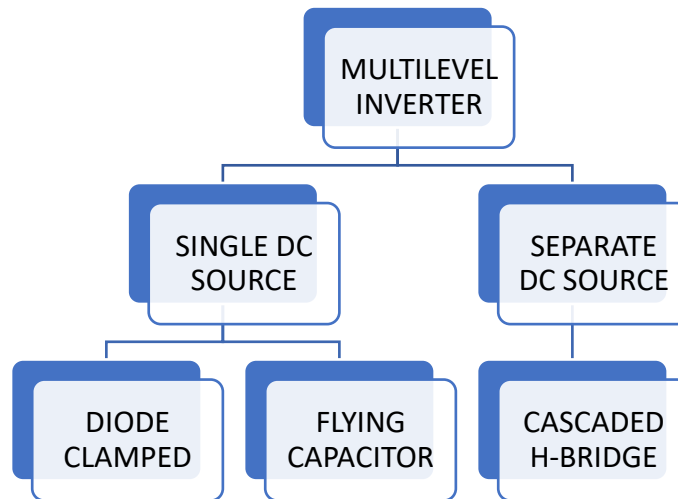 MULTILEVEL
INVERTER
SINGLE DC
SOURCE
SEPARATE
DC SOURCE
DIODE
CLAMPED
FLYING
CAPACITOR
CASCADED
H-BRIDGE